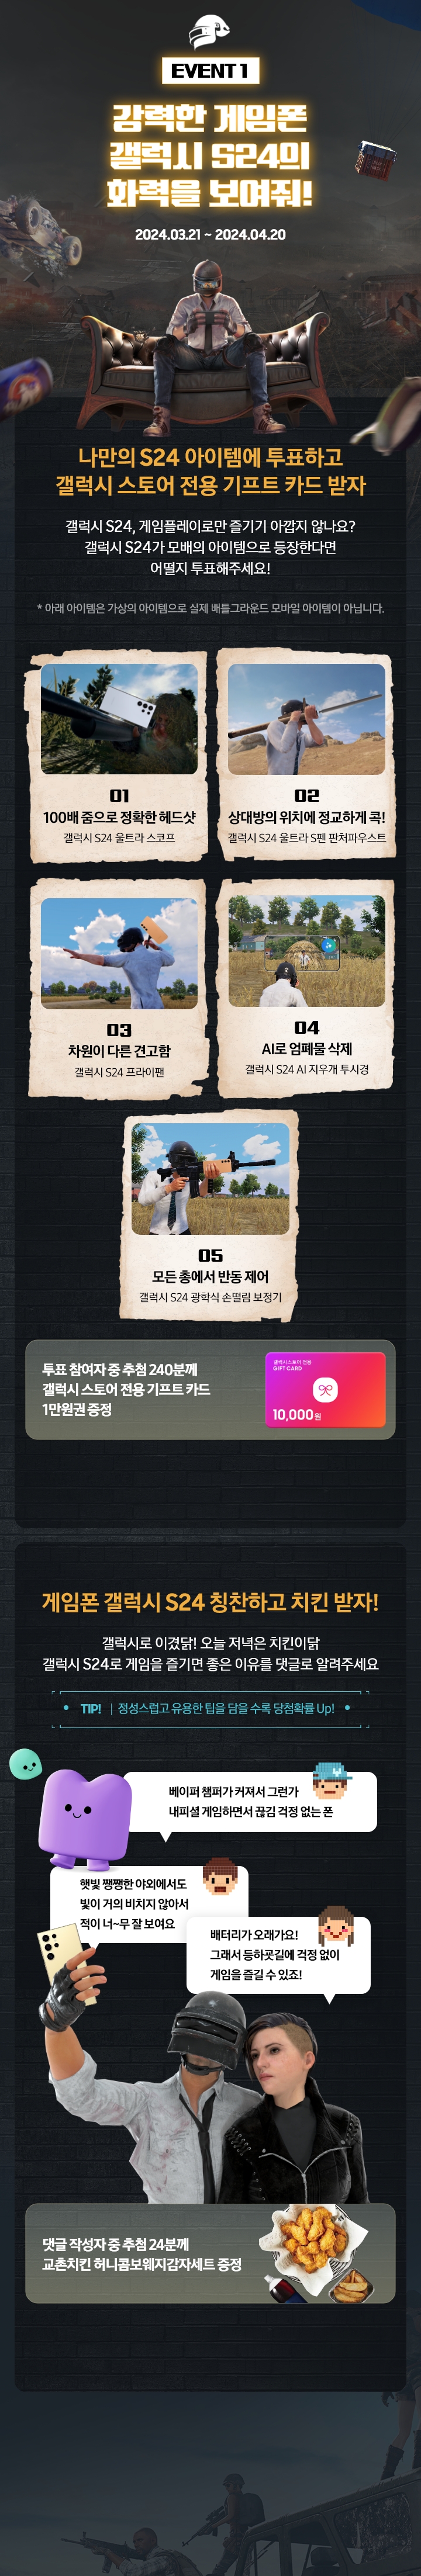 EVENT 1
강력한 게임폰
갤럭시 S24의
화력을 보여줘!
2024.03.21 ~ 2024.04.20
나만의 S24 아이템에 투표하고
갤럭시 스토어 전용 기프트 카드 받자
갤럭시 S24, 게임플레이로만 즐기기 아깝지 않나요?
갤럭시 S24가 모배의 아이템으로 등장한다면
어떨지 투표해주세요!
* 아래 아이템은 가상의 아이템으로 실제 배틀그라운드 모바일 아이템이 아닙니다.
01
100배 줌으로 정확한 헤드샷
갤럭시 S24 울트라 스코프
02
상대방의 위치에 정교하게 콕!
갤럭시 S24 울트라 S펜 판처파우스트
03
차원이 다른 견고함
갤럭시 S24 프라이팬
04
AI로 엄폐물 삭제
갤럭시 S24 AI 지우개 투시경
05
모든 총에서 반동 제어
갤럭시 S24 광학식 손떨림 보정기
투표 참여자 중 추첨 240분께
갤럭시 스토어 전용 기프트 카드
1만원권 증정
갤럭시스토어 전용
GIFT CARD
10,000원
게임폰 갤럭시 S24 칭찬하고 치킨 받자!
갤럭시로 이겼닭! 오늘 저녁은 치킨이닭
갤럭시 S24로 게임을 즐기면 좋은 이유를 댓글로 알려주세요
TIP! | 정성스럽고 유용한 팁을 담을 수록 당첨확률 Up!
베이퍼 챔퍼가 커져서 그런가
내피셜 게임하면서 끊김 걱정 없는 폰
햇빛 쨍쨍한 야외에서도
빛이 거의 비치지 않아서
적이 너~무 잘 보여요
배터리가 오래가요!
그래서 등하굣길에 걱정 없이
게임을 즐길 수 있죠!
댓글 작성자 중 추첨 24분께
교촌치킨 허니콤보웨지감자세트 증정